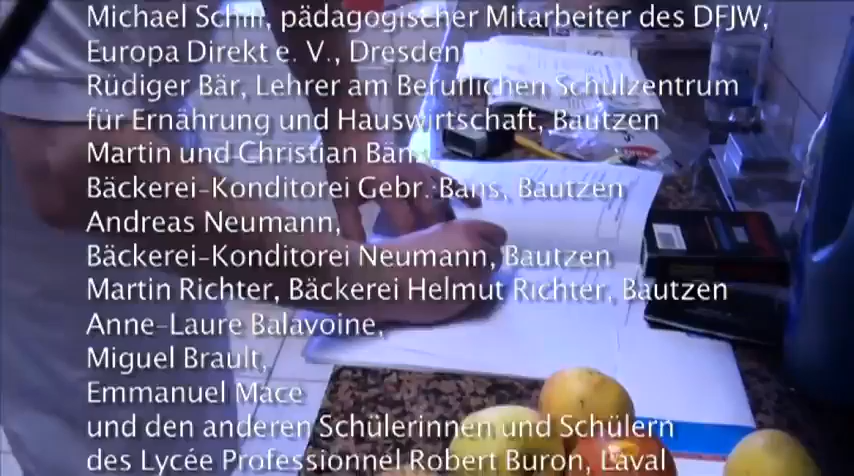 Michael Schill, pädagogischer Mitarbeiter des DFJW,
Europa Direkt e. V., Dresden
Rüdiger Bär, Lehrer am Beruflichen Schulzentrum
für Ernährung und Hauswirtschaft, Bautzen
Martin und Christian
Bäckerei-Konditorei Gebr. Bans, Bautzen
Andreas Neumann,
Bäckerei-Konditorei Neumann, Bautzen
Martin Richter, Bäckerei Helmut Richter, Bautzen
Anne-Laure Balavoine,
Miguel Brault,
Emmanuel Mace
und den anderen Schülerinnen und Schülern
des Lycée Professionnel Robert Buron, Laval